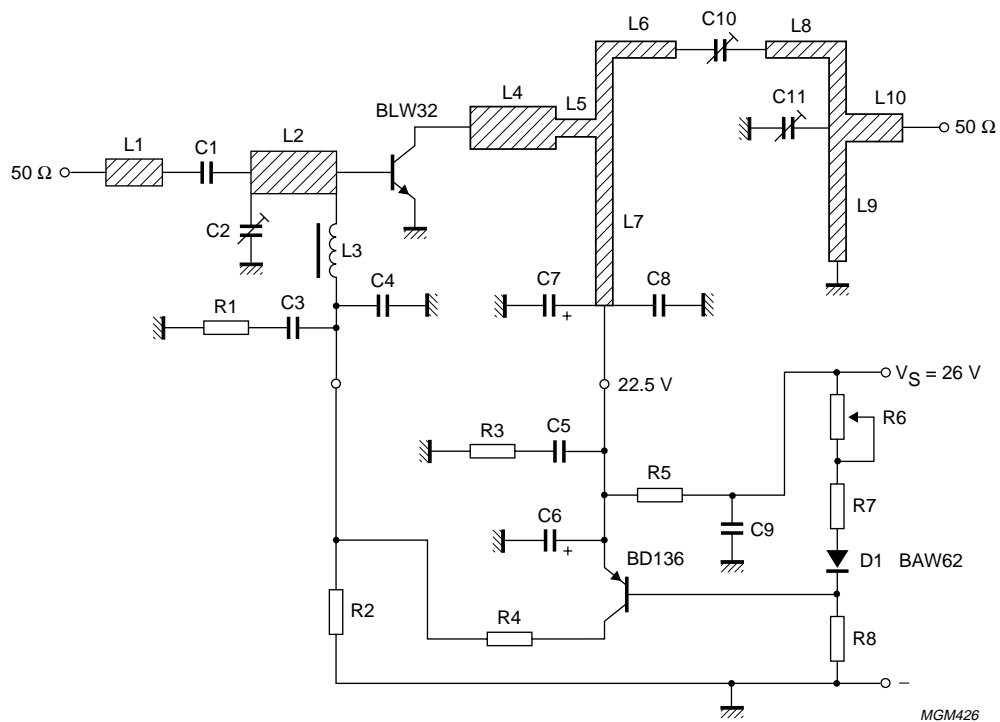 L6
C10
L8
L4
L5
C11
L10
BLW32
50 Ω
L1
C1
L2
50 Ω
C2
L3
L7
L9
R1
C3
C4
C7
+
C8
22.5 V
VS = 26 V
R3
C5
R6
R5
R7
C6
+
C9
BD136
D1 BAW62
R2
R4
R8
–
MGM426